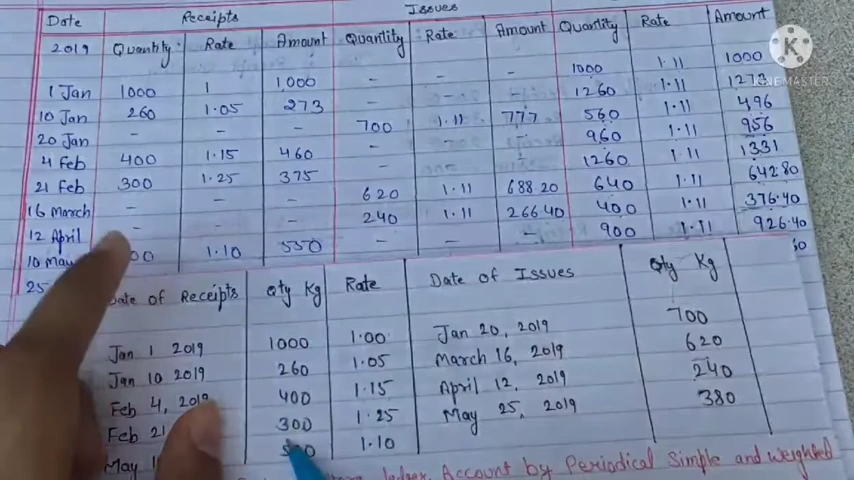 Receipts Issues
Date Quantity Rate Amount Quantity Rate Amount Quantity Rate Amount
2019
1 Jan 1000 1 1000 - - - 1000 1.11 1000
10 Jan 260 1.05 273 - - - 1260 1.11
20 Jan - - - 700 1.11 777 560 1.11 496
4 Feb 400 1.15 460 - - - 960 1.11 956
21 Feb 300 1.25 375 - - - 1260 1.11 1331
16 March - - - 620 1.11 688.20 640 1.11 642.80
12 April - - - 240 1.11 266.40 400 1.11 376.40
10 May 00 1.10 550 - - - 900 1.11 926.40
25 60
Date of Receipts Qty Kg Rate Date of Issues Qty Kg
Jan 1 2019 1000 1.00 Jan 20, 2019 700
Jan 10 2019 260 1.05 March 16, 2019 620
Feb 4, 2019 400 1.15 April 12, 2019 240
Feb 21 300 1.25 May 25, 2019 380
May 1 1.10
ledger Account by Periodical Simple and weighted
K
KINEMASTER